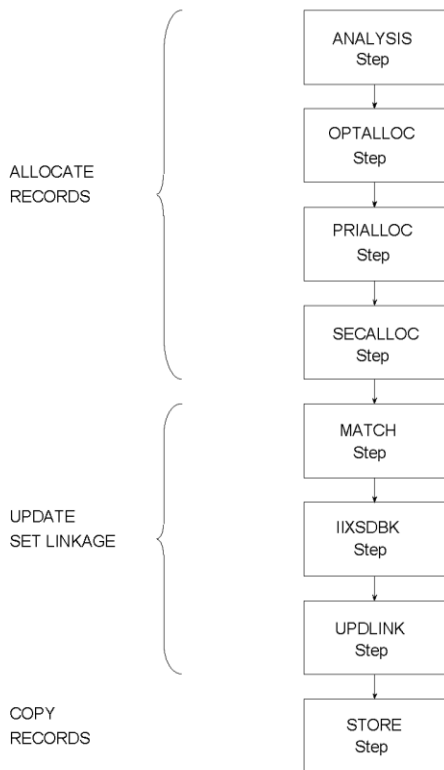 ANALYSIS
Step
OPTALLOC
Step
ALLOCATE
RECORDS
PRIALLOC
Step
SECALLOC
Step
MATCH
Step
UPDATE
SET LINKAGE
IIXSDBK
Step
UPDLINK
Step
COPY
RECORDS
STORE
Step